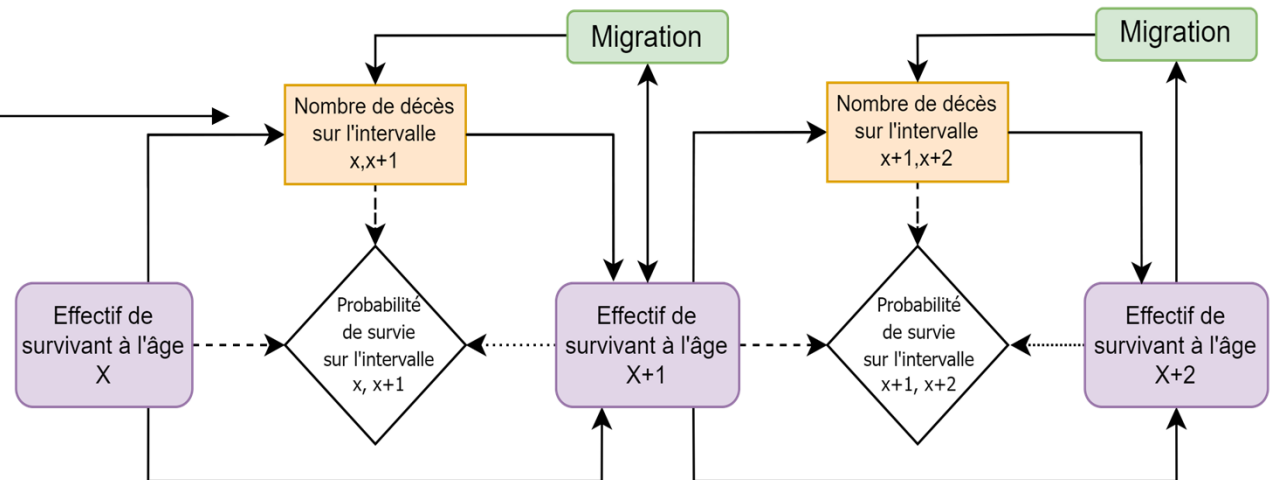 Migration
Migration
Nombre de décès
sur l'intervalle
x,x+1
Nombre de décès
sur l'intervalle
x+1,x+2
Effectif de
survivant à l'âge
X
Probabilité
de survie
sur l'intervalle
x, x+1
Effectif de
survivant à l'âge
X+1
Probabilité
de survie
sur l'intervalle
x+1, x+2
Effectif de
survivant à l'âge
X+2